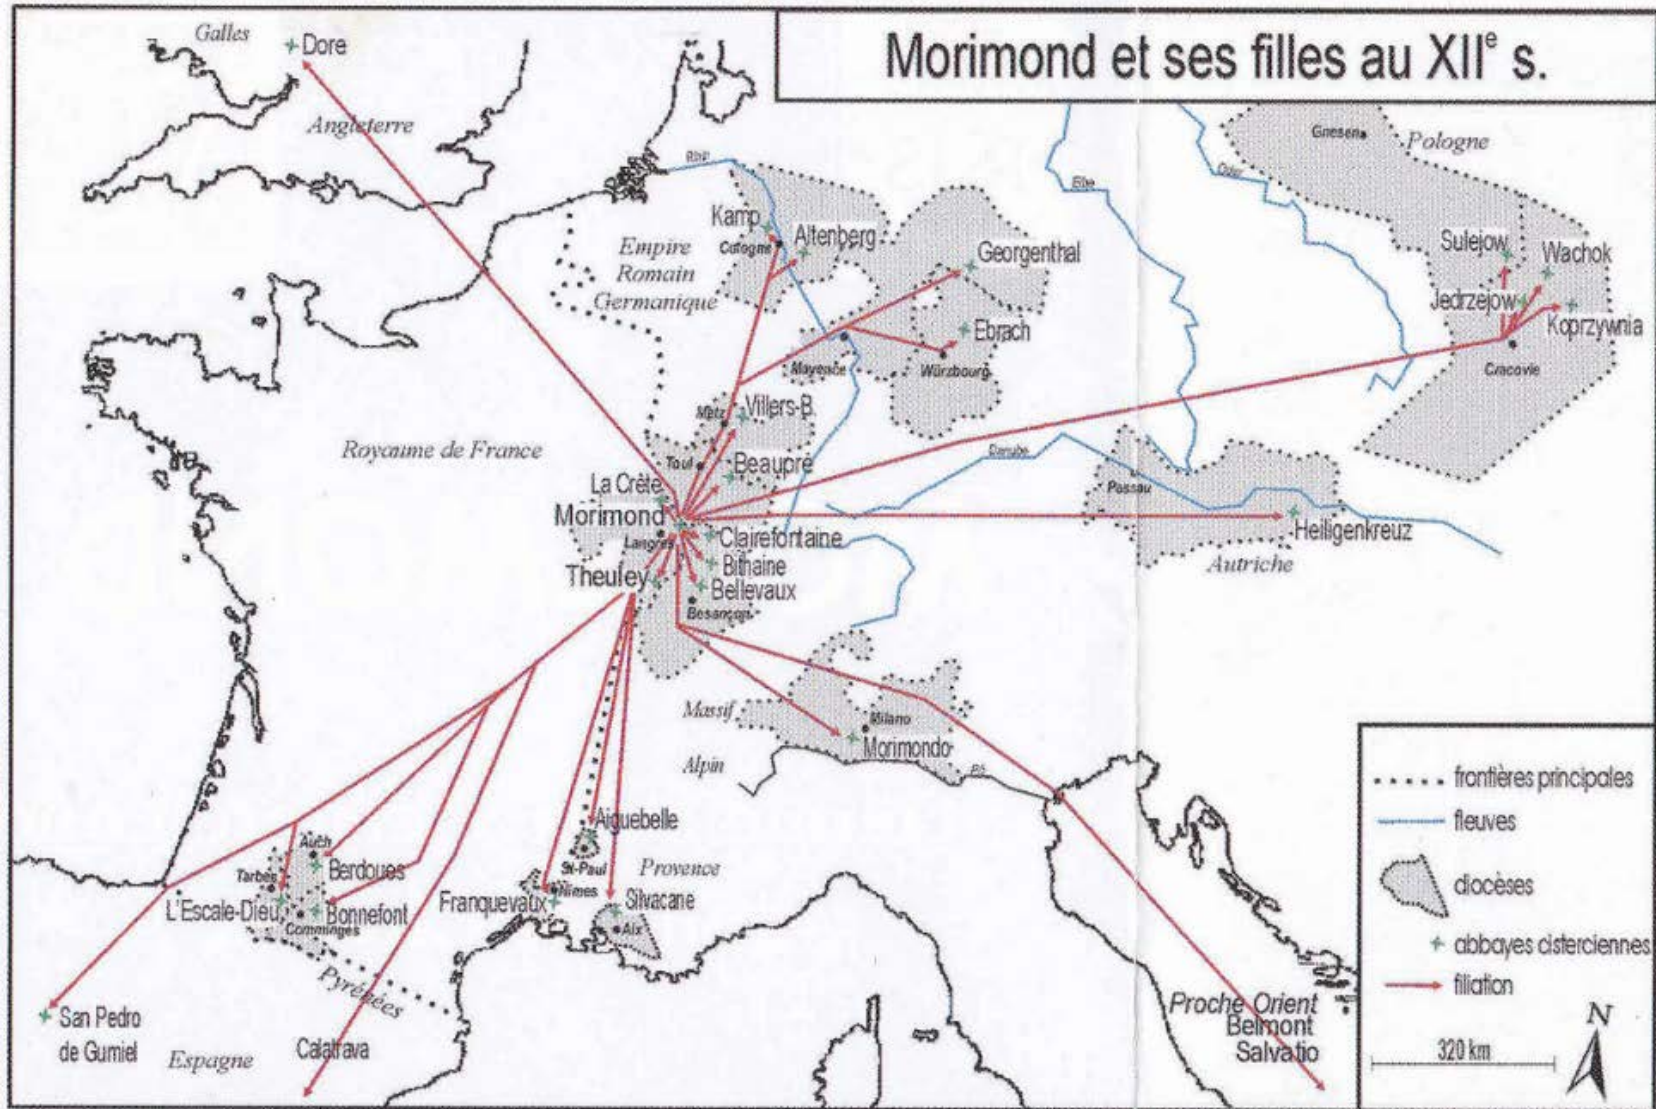 Morimond et ses filles au XIIe s.
Galles
Dore
Angleterre
Rhin
Elbe
Oder
Gnesen
Pologne
Kamp
Cologne
Altenberg
Empire
Romain
Germanique
Georgenthal
Sulejow
Wachok
Jedrzejow
Koprzywnia
Ebrach
Mayence
Würzbourg
Cracovie
Metz
Villers-B.
Royaume de France
Toul
Beaupré
Danube
Passau
La Crète
Morimond
Langres
Clairefontaine
Heiligenkreuz
Theuley
Bithaine
Bellevaux
Autriche
Besançon
Massif
Milano
Morimondo
Alpin
Pô
frontières principales
fleuves
diocèses
abbayes cisterciennes
filiation
N
320 km
Aiguebelle
St-Paul
Provence
Auch
Berdoues
Tarbes
L'Escale-Dieu
Bonnefont
Comminges
Franquevaux
Nîmes
Silvacane
Aix
Pyrénées
San Pedro
de Gumiel
Espagne
Calatrava
Proche Orient
Belmont
Salvatio